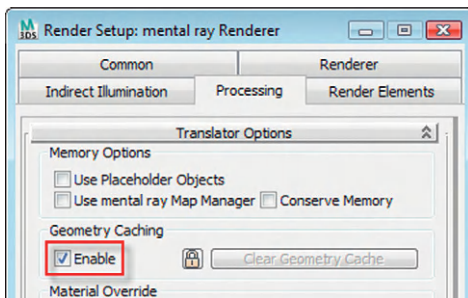 M
3DS Render Setup: mental ray Renderer
Common Renderer
Indirect Illumination Processing Render Elements
Translator Options
Memory Options
Use Placeholder Objects
Use mental ray Map Manager Conserve Memory
Geometry Caching
Enable Clear Geometry Cache
Material Override